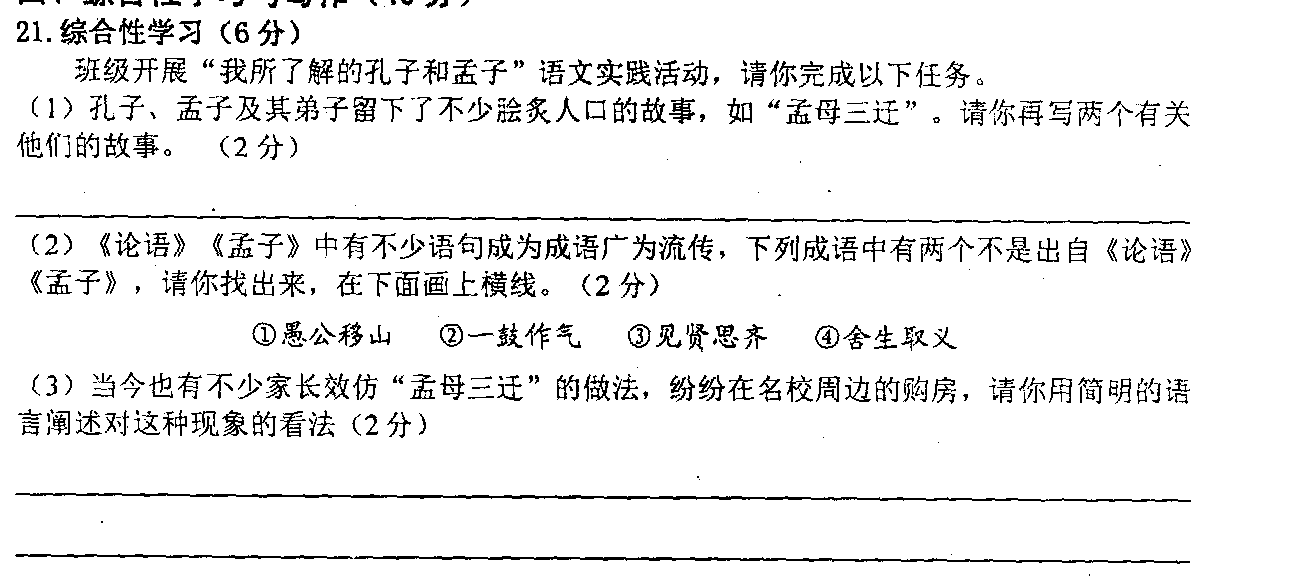 21.综合性学习（6分）
班级开展“我所了解的孔子和孟子”语文实践活动，请你完成以下任务。
（1）孔子、孟子及其弟子留下了不少脍炙人口的故事，如“孟母三迁”。请你再写两个有关
他们的故事。 （2分）
（2）《论语》《孟子》中有不少语句成为成语广为流传，下列成语中有两个不是出自《论语》
《孟子》，请你找出来，在下面画上横线。（2分）
①愚公移山 ②一鼓作气 ③见贤思齐 ④舍生取义
（3）当今也有不少家长效仿“孟母三迁”的做法，纷纷在名校周边的购房，请你用简明的语
言阐述对这种现象的看法（2分）